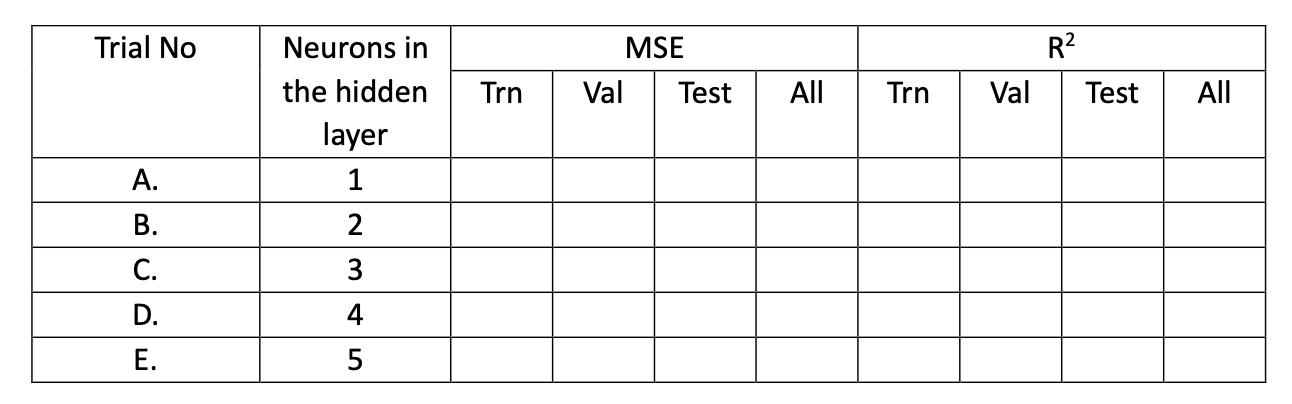 Trial No
Neurons in
the hidden
layer
MSE
R²
Trn
Val
Test
All
Trn
Val
Test
All
A.
1
B.
2
C.
3
D.
4
E.
5